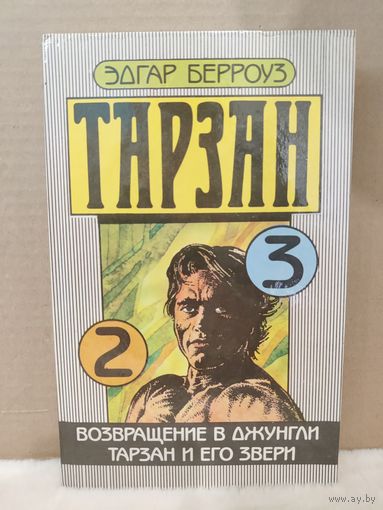 ЭДГАР БЕРРОУЗ
ТАРЗАН
3
2
ВОЗВРАЩЕНИЕ В ДЖУНГЛИ
ТАРЗАН И ЕГО ЗВЕРИ
www.ay.by